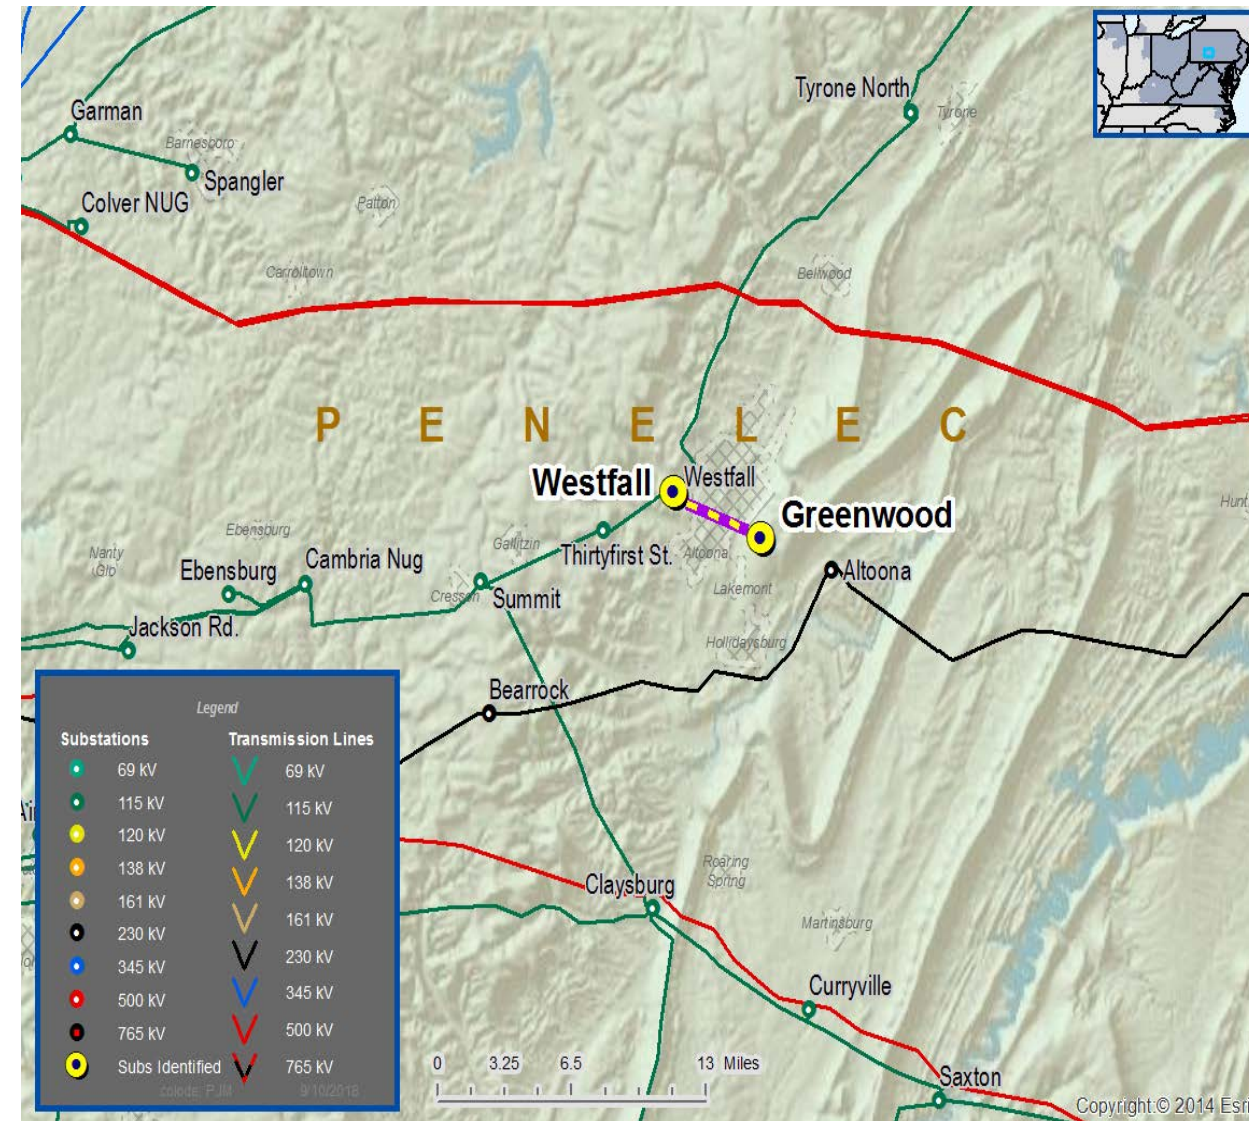 Tyrone North
Tyrone
Garman
Barnesboro
Spangler
Colver NUG
Patton
Carrolltown
Bellwood
P E N E L E C
Westfall
Westfall
Greenwood
Ebensburg
Gallitzin
Nanty
Glo
Cambria Nug
Thirtyfirst St.
Altoona
Altoona
Ebensburg
Cresson
Summit
Lakemont
Jackson Rd.
Hollidaysburg
Bearrock
Legend
Substations
Transmission Lines
69 kV
69 kV
115 kV
115 kV
120 kV
120 kV
138 kV
138 kV
161 kV
161 kV
230 kV
230 kV
345 kV
345 kV
500 kV
500 kV
765 kV
765 kV
Subs Identified
9/10/2018
Roaring
Spring
Claysburg
Martinsburg
Curryville
0 3.25 6.5 13 Miles
Saxton
Copyright:© 2014 Esri